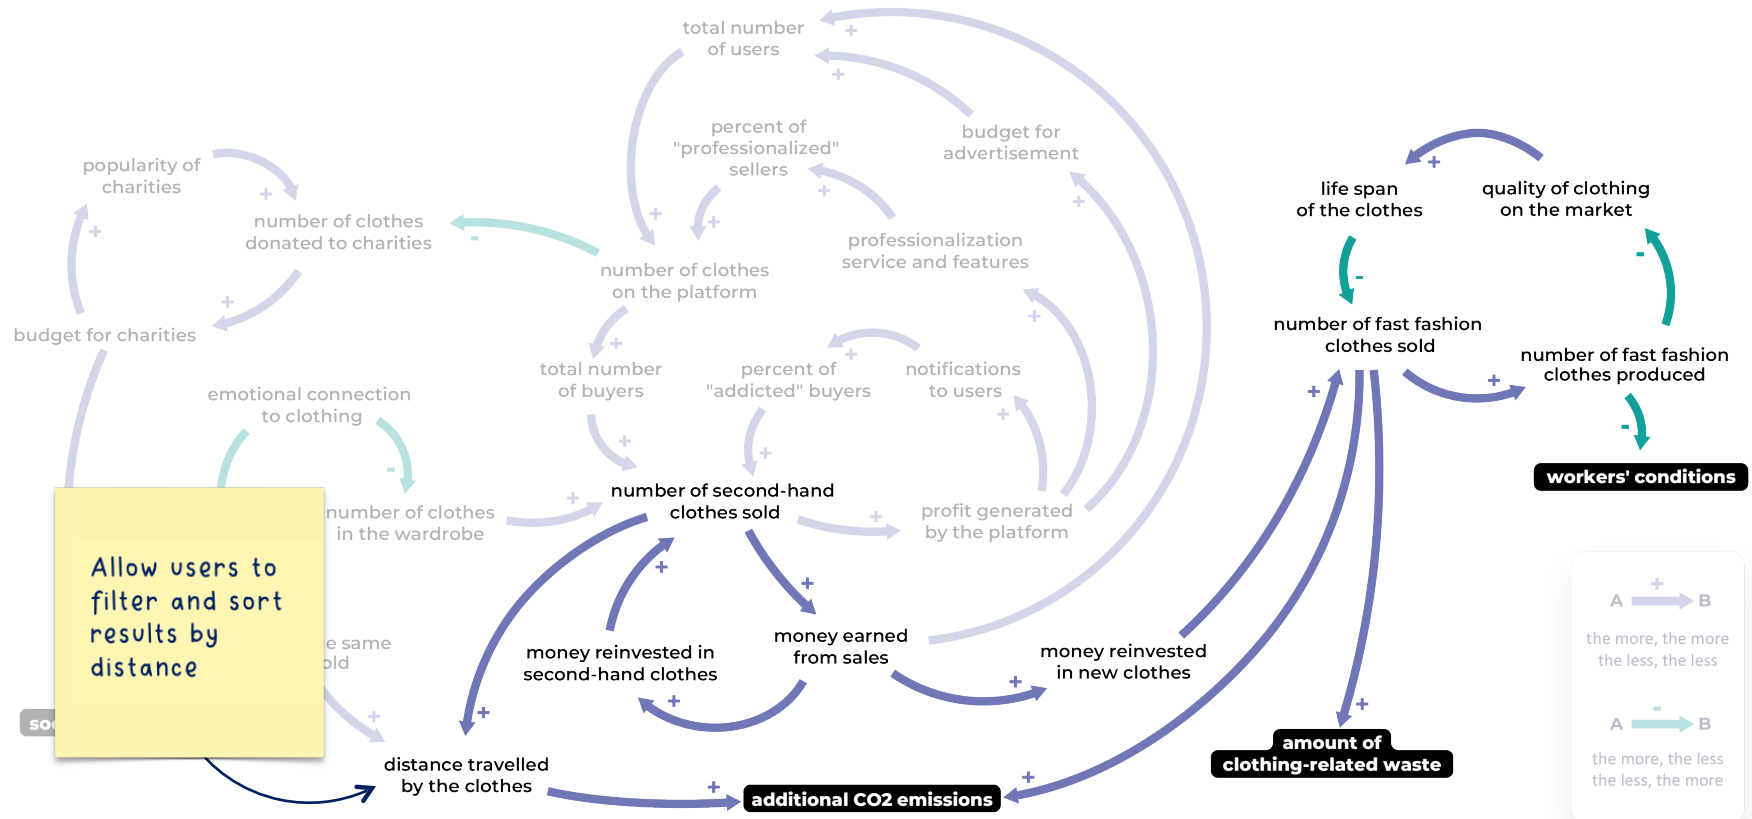 total number
of users
+
+
percent of
"professionalized"
sellers
budget for
advertisement
popularity of
charities
+
+
+
+
number of clothes
donated to charities
-
+
+
+
professionalization
service and features
number of clothes
on the platform
+
budget for charities
+
+
+
total number
of buyers
percent of
"addicted" buyers
notifications
to users
+
emotional connection
to clothing
-
+
+
number of clothes
in the wardrobe
+
number of second-hand
clothes sold
+
profit generated
by the platform
+
+
money reinvested in
second-hand clothes
+
money earned
from sales
+
money reinvested
in new clothes
+
life span
of the clothes
quality of clothing
on the market
-
-
number of fast fashion
clothes sold
+
+
number of fast fashion
clothes produced
-
workers' conditions
Allow users to
filter and sort
results by
distance
e same
old
so
+
+
distance travelled
by the clothes
+
additional CO2 emissions
+
+
amount of
clothing-related waste
+
A B
the more, the more
the less, the less
-
A B
the more, the less
the less, the more